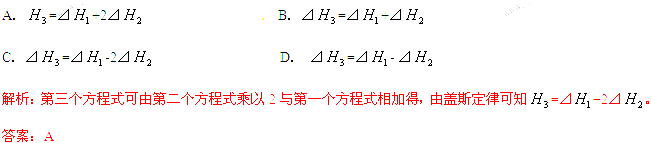 A. H₃=⊿H₁+2⊿H₂ B. ⊿H₃=⊿H₁+⊿H₂
C. ⊿H₃=⊿H₁-2⊿H₂ D. ⊿H₃=⊿H₁-⊿H₂
解析：第三个方程式可由第二个方程式乘以2与第一个方程式相加得，由盖斯定律可知H₃=⊿H₁+2⊿H₂。
答案：A